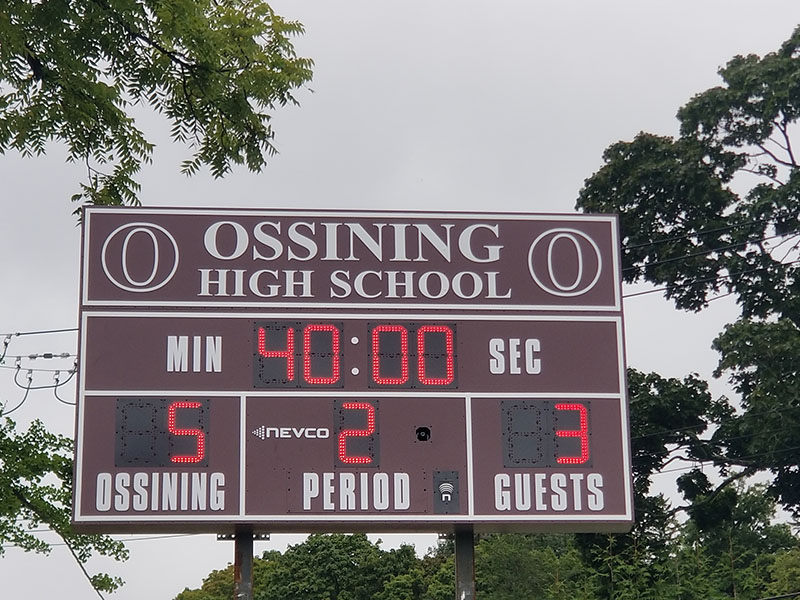 O OSSINING O
HIGH SCHOOL
MIN 40:00 SEC
5 NEVCO 2 3
OSSINING PERIOD n GUESTS